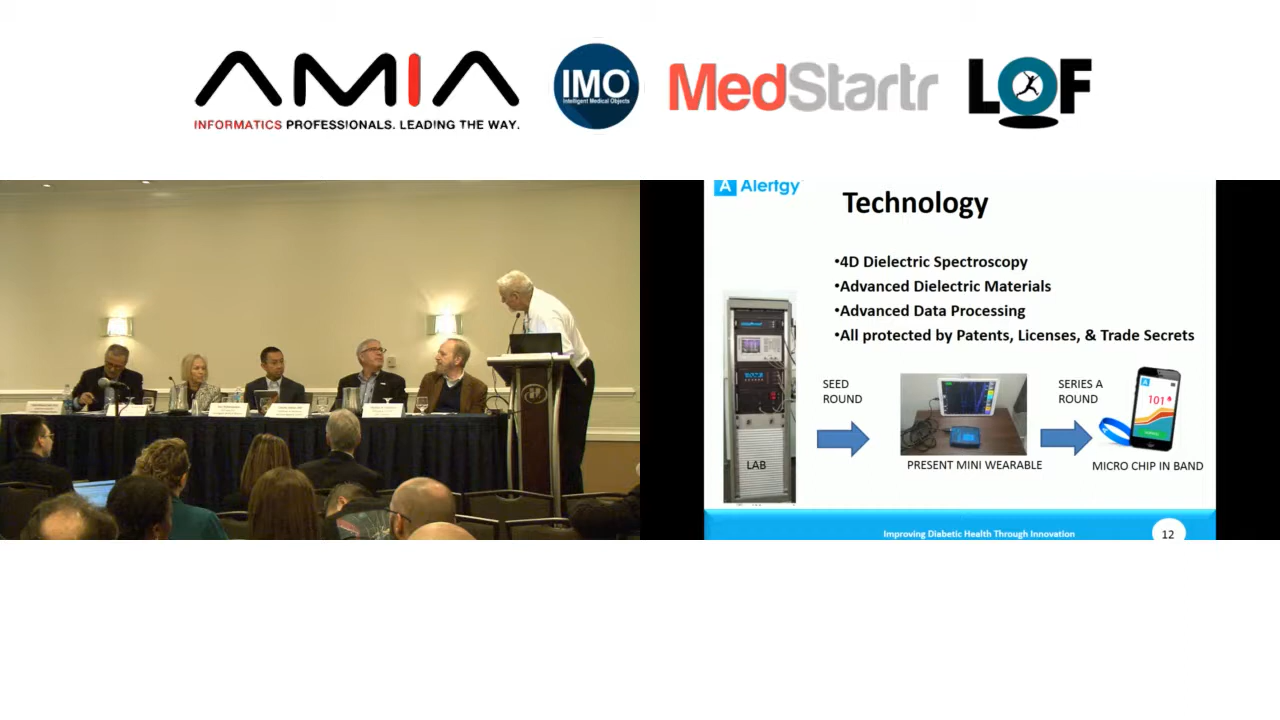 AMIA
INFORMATICS PROFESSIONALS. LEADING THE WAY.
IMO
Intelligent Medical Objects
MedStartr
LOF
A Alertgy
Technology
•4D Dielectric Spectroscopy
•Advanced Dielectric Materials
•Advanced Data Processing
•All protected by Patents, Licenses, & Trade Secrets
SEED
ROUND
SERIES A
ROUND
A
101
LAB
PRESENT MINI WEARABLE
MICRO CHIP IN BAND
Improving Diabetic Health Through Innovation
12